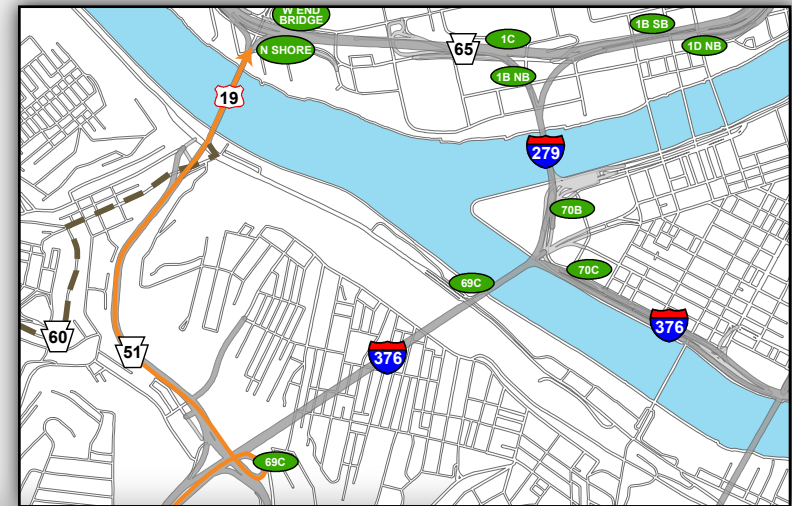 W END
BRIDGE
1B SB
1C
1D NB
N SHORE
65
1B NB
19
279
70B
70C
69C
376
60
51
376
69C